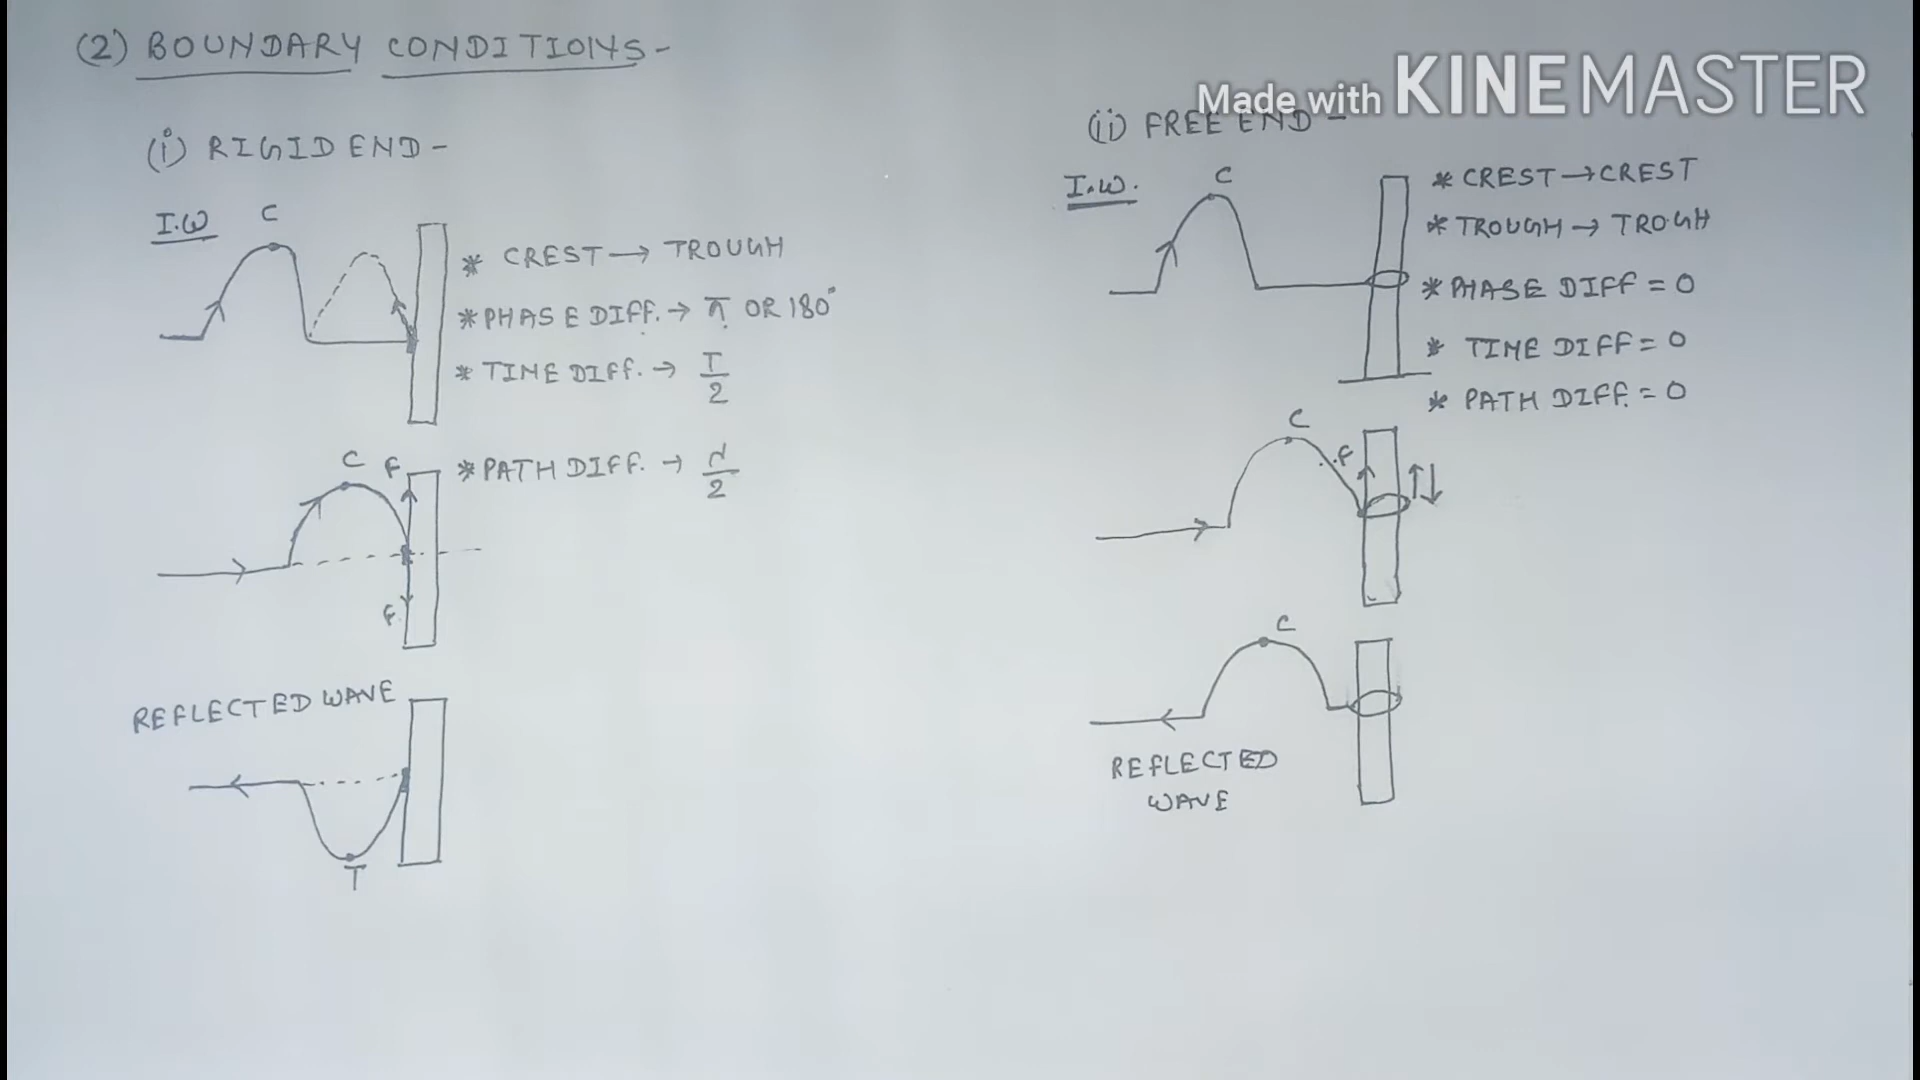 (2) BOUNDARY CONDITIONS-
(i) RIGID END -
I.W
C
* CREST → TROUGH
* PHASE DIFF. → π OR 180°
* TIME DIFF. → T/2
C
F
* PATH DIFF. → λ/2
F
REFLECTED WAVE
T
Made with KINEMASTER
(ii) FREE END -
I.W.
C
* CREST → CREST
* TROUGH → TROGH
* PHASE DIFF = 0
* TIME DIFF = 0
* PATH DIFF. = 0
C
F
↑↓
C
REFLECTED
WAVE